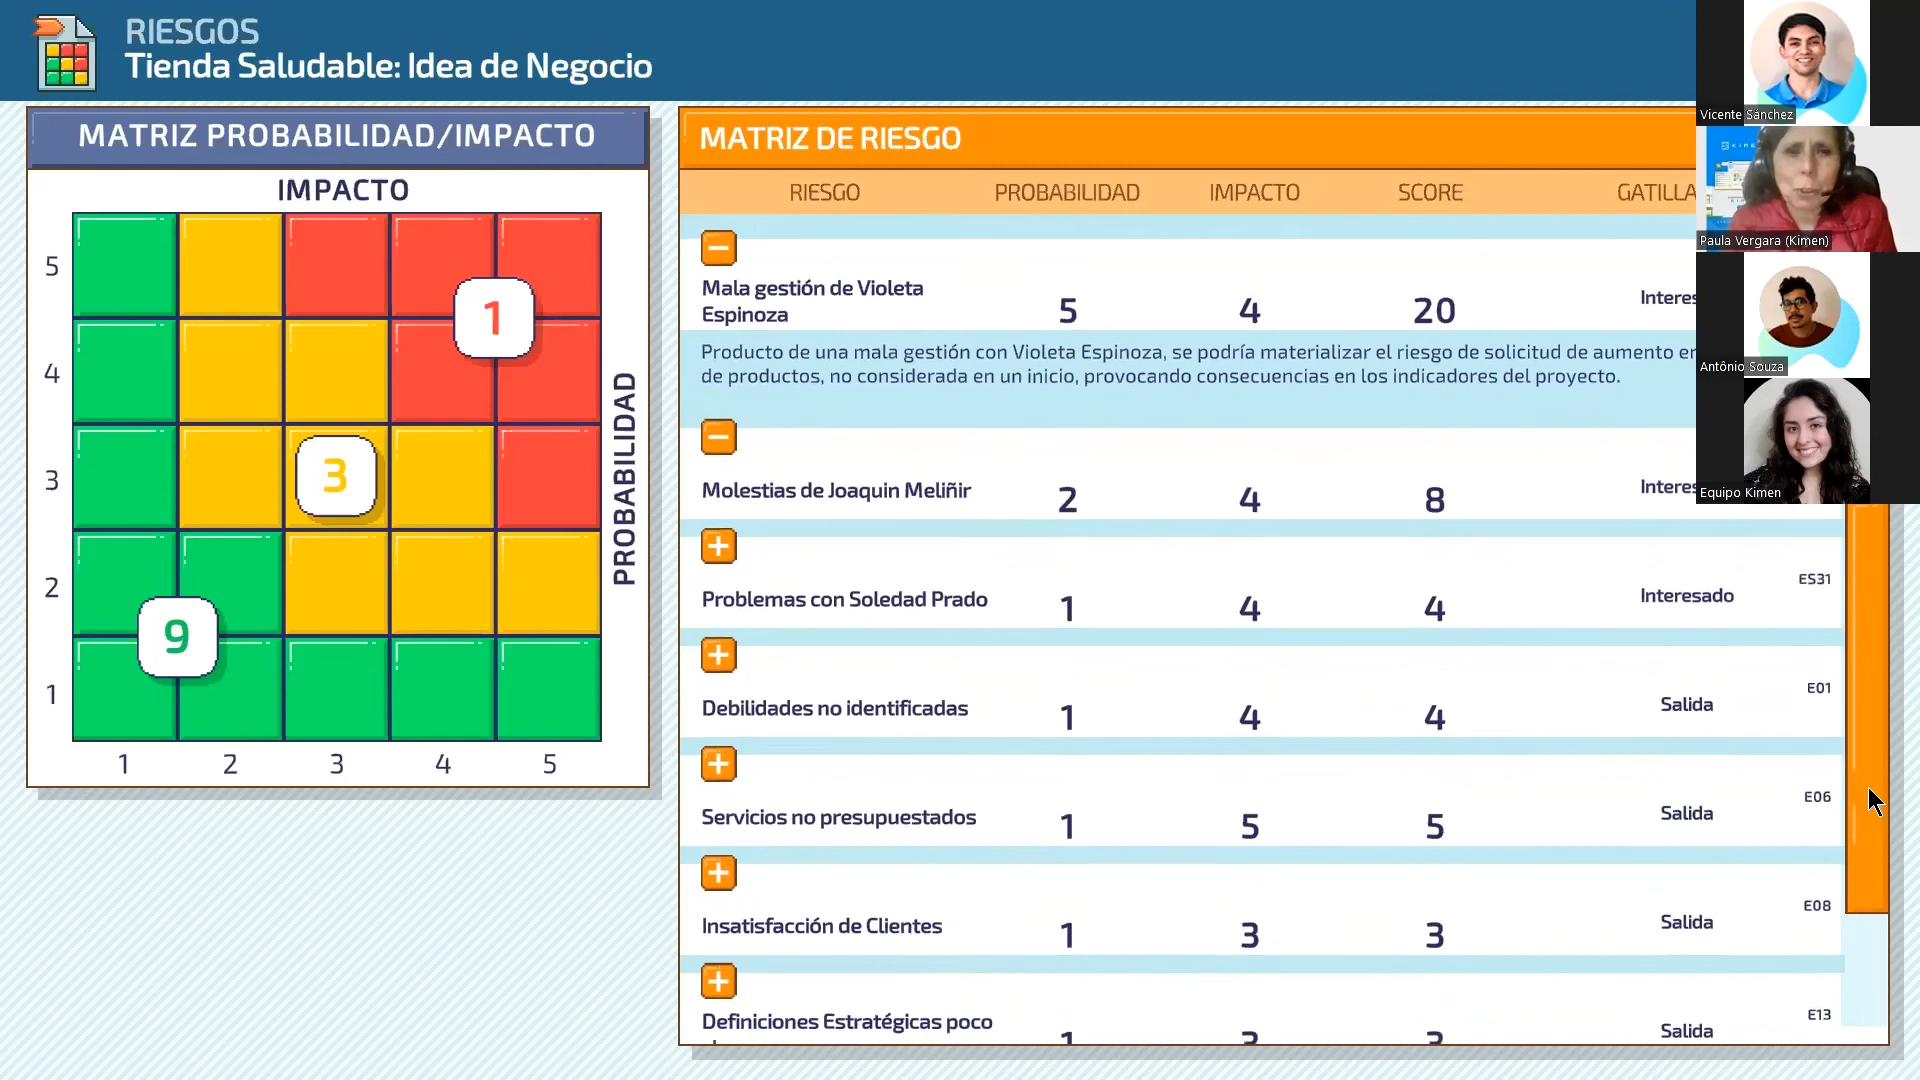 RIESGOS
Tienda Saludable: Idea de Negocio
MATRIZ PROBABILIDAD/IMPACTO
IMPACTO
5
4
3
2
1
1
3
9
1 2 3 4 5
PROBABILIDAD
MATRIZ DE RIESGO
RIESGO PROBABILIDAD IMPACTO SCORE GATILLA
Mala gestión de Violeta
Espinoza 5 4 20 Interes
Producto de una mala gestión con Violeta Espinoza, se podría materializar el riesgo de solicitud de aumento en
de productos, no considerada en un inicio, provocando consecuencias en los indicadores del proyecto.
Molestias de Joaquin Meliñir 2 4 8 Interes
ES31
Problemas con Soledad Prado 1 4 4 Interesado
E01
Debilidades no identificadas 1 4 4 Salida
E06
Servicios no presupuestados 1 5 5 Salida
E08
Insatisfacción de Clientes 1 3 3 Salida
E13
Definiciones Estratégicas poco 1 3 3 Salida
Vicente Sánchez
KIME
Paula Vergara (Kimen)
Antônio Souza
Equipo Kimen